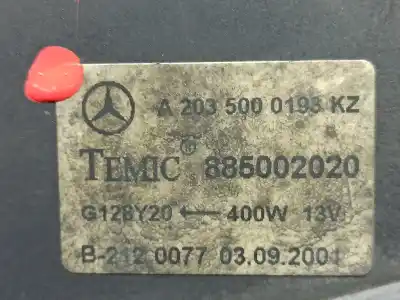 A 203 500 0193 KZ
TEMIC 885002020
G128Y20 ← 400W 13V
B-212 0077 03.09.2001